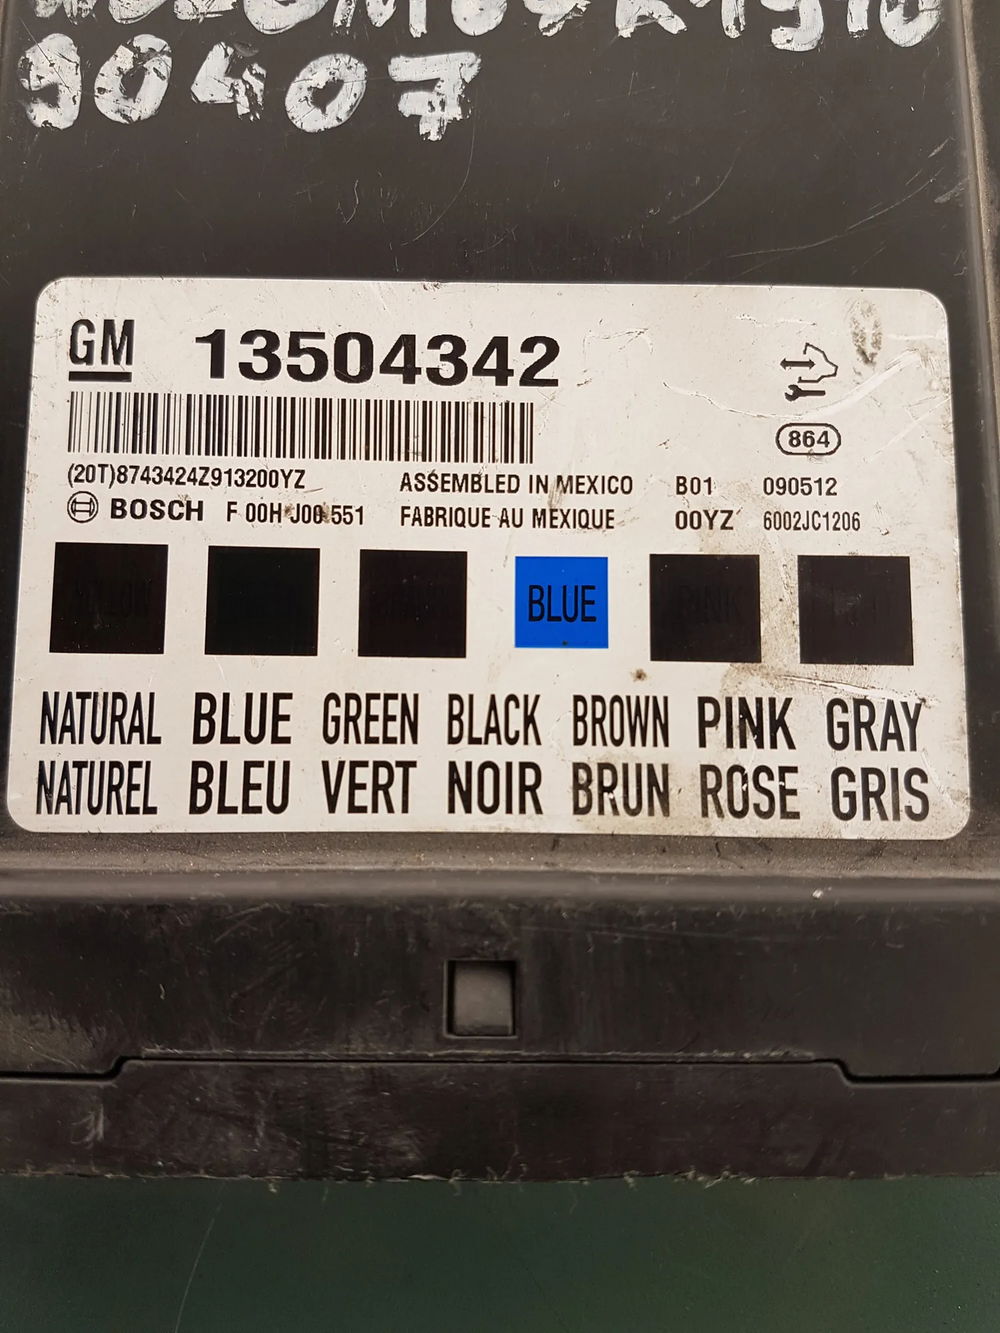 90407
GM 13504342
864
(20T)8743424Z913200YZ ASSEMBLED IN MEXICO B01 090512
BOSCH F 00H J00 551 FABRIQUE AU MEXIQUE 00YZ 6002JC1206
BLUE PINK
NATURAL BLUE GREEN BLACK BROWN PINK GRAY
NATUREL BLEU VERT NOIR BRUN ROSE GRIS